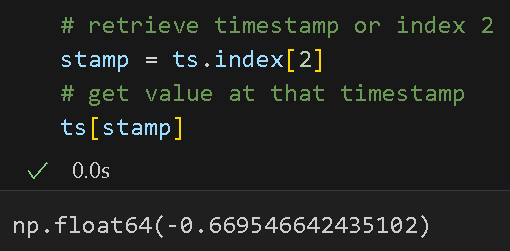 # retrieve timestamp or index 2
stamp = ts.index[2]
# get value at that timestamp
ts[stamp]
✓ 0.0s
np.float64(-0.669546642435102)